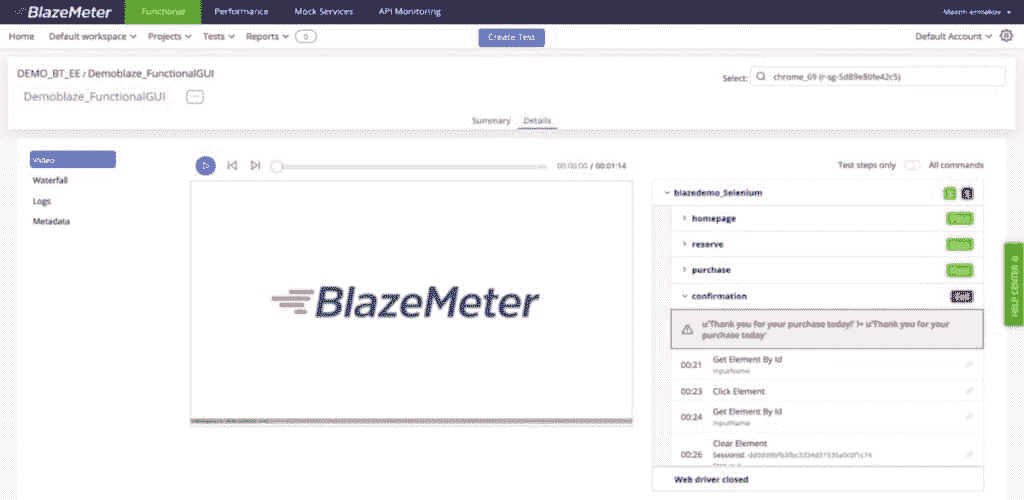 BlazeMeter
Functional
Performance
Mock Services
API Monitoring
Home
Default workspace
Projects
Tests
Reports
0
Create Test
Default Account
DEMO_BT_EE / Demoblaze_FunctionalGUI
Demoblaze_FunctionalGUI
Select:
Summary
Details
Video
Waterfall
Logs
Metadata
00:00:00 / 00:01:14
Test steps only
All commands
blazedemo_Selenium
homepage
reserve
purchase
confirmation
u'Thank you for your purchase today!' != u'Thank you for your
purchase today'
00:21
Get Element By Id
inputName
00:23
Click Element
00:24
Get Element By Id
inputName
00:26
Clear Element
SessionId:
Web driver closed
BlazeMeter
HELP CENTER